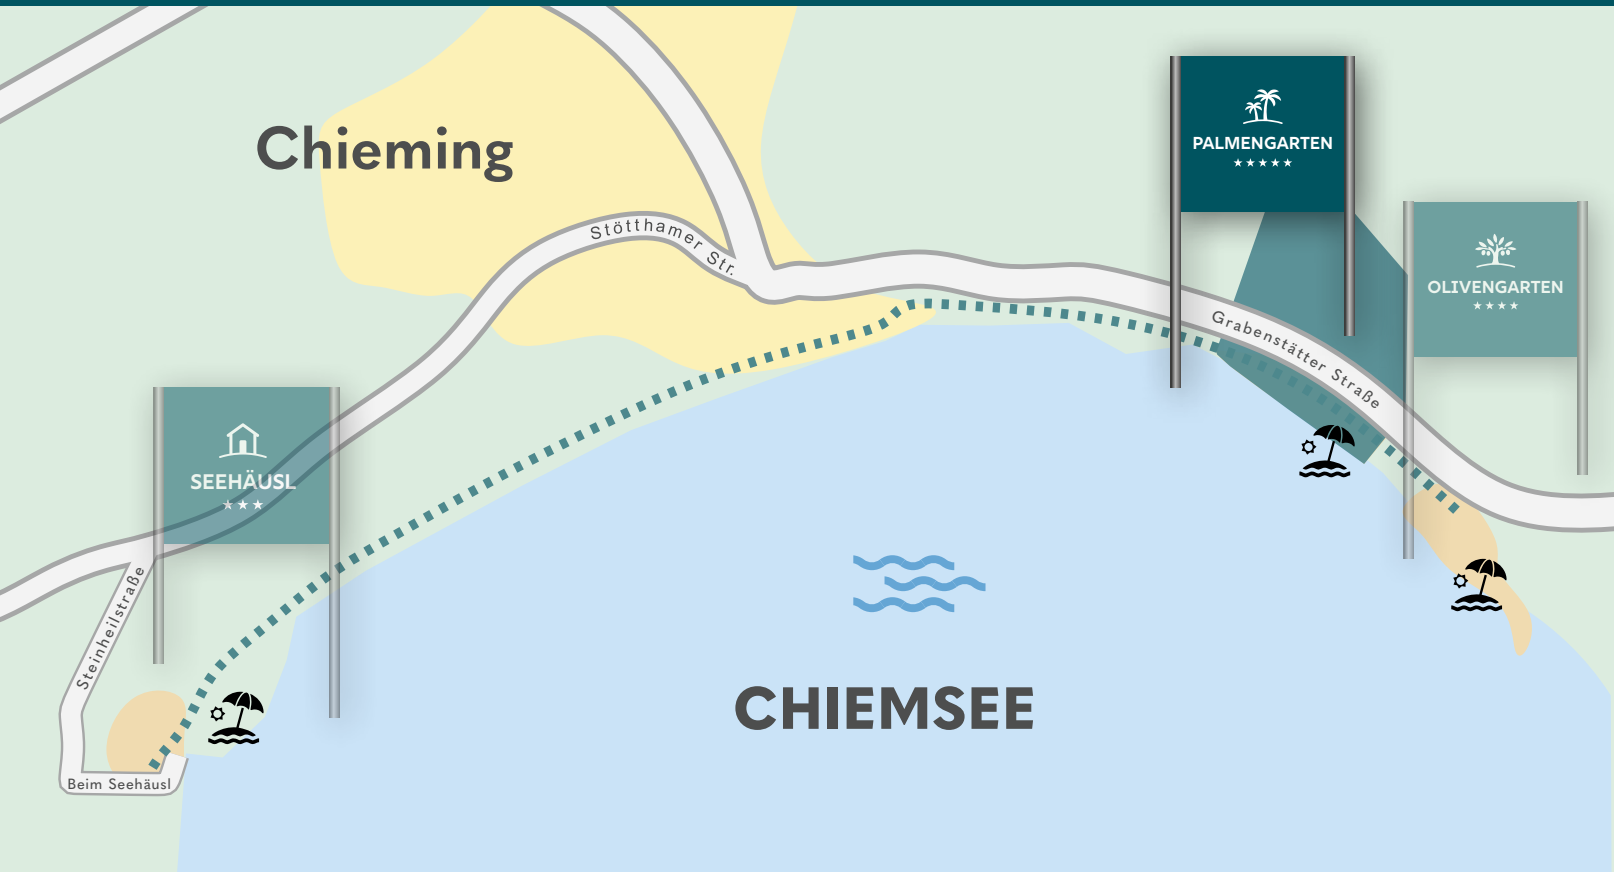 Chieming
PALMENGARTEN
★★★★★
Stötthamer Str.
OLIVENGARTEN
★★★★
Grabenstätter Straße
SEEHÄUSL
★★★
Steinheilstraße
CHIEMSEE
Beim Seehäusl